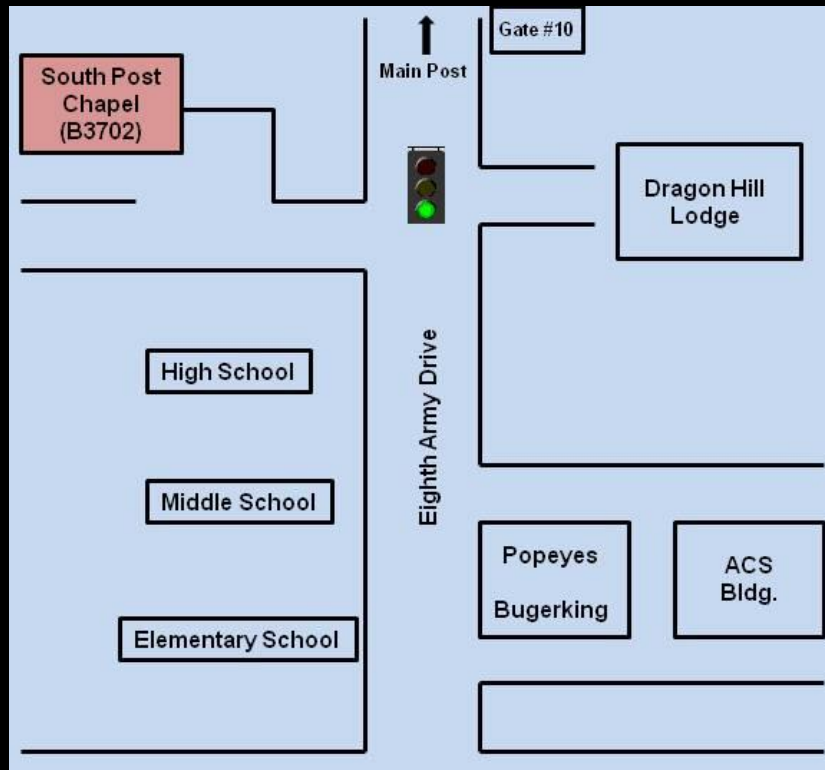 Gate #10
Main Post
South Post
Chapel
(B3702)
Dragon Hill
Lodge
High School
Eighth Army Drive
Middle School
Popeyes
Bugerking
ACS
Bldg.
Elementary School